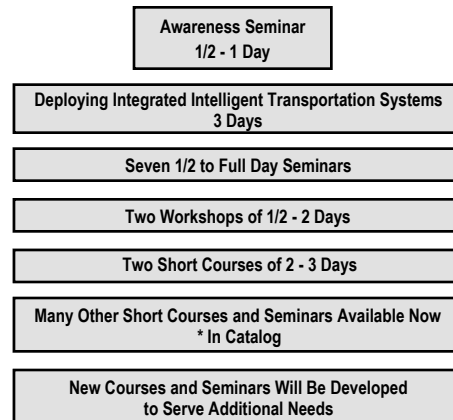 Awareness Seminar
1/2 - 1 Day
Deploying Integrated Intelligent Transportation Systems
3 Days
Seven 1/2 to Full Day Seminars
Two Workshops of 1/2 - 2 Days
Two Short Courses of 2 - 3 Days
Many Other Short Courses and Seminars Available Now
* In Catalog
New Courses and Seminars Will Be Developed
to Serve Additional Needs